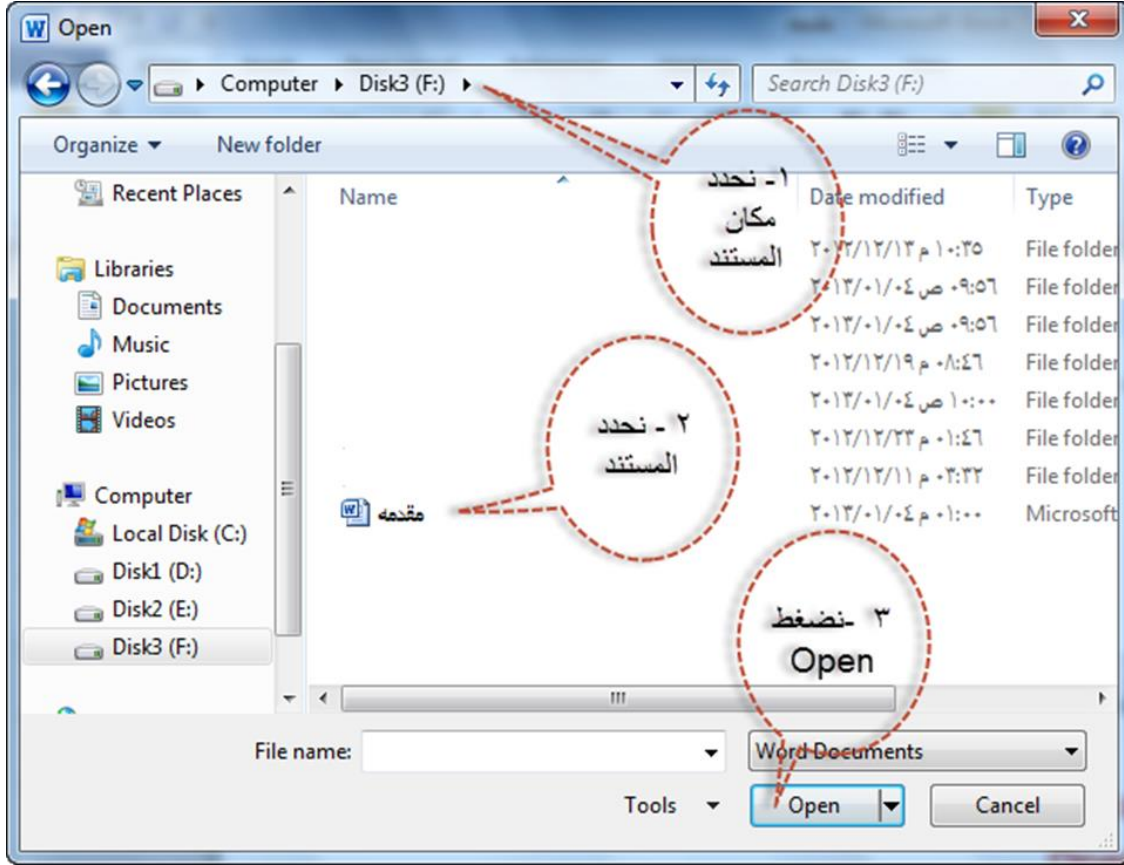 Open
Computer ▸ Disk3 (F:) ▸
Search Disk3 (F:)
Organize
New folder
Recent Places
Libraries
Documents
Music
Pictures
Videos
Computer
Local Disk (C:)
Disk1 (D:)
Disk2 (E:)
Disk3 (F:)
Name
Date modified
Type
٢٠١٢/١٢/١٣ م ١٠:٣٥
File folder
٢٠١٣/٠١/٠٤ ص ٠٩:٥٦
File folder
٢٠١٣/٠١/٠٤ ص ٠٩:٥٦
File folder
٢٠١٢/١٢/١٩ م ٠٨:٤٦
File folder
٢٠١٣/٠١/٠٤ ص ١٠:٠٠
File folder
٢٠١٢/١٢/٢٣ م ٠١:٤٦
File folder
٢٠١٢/١٢/١١ م ٠٣:٣٢
File folder
مقدمه
٢٠١٣/٠١/٠٤ م ٠١:٠٠
Microsoft
١- نحدد
مكان
المستند
٢ - نحدد
المستند
٣ -نضغط
Open
File name:
Word Documents
Tools
Open
Cancel